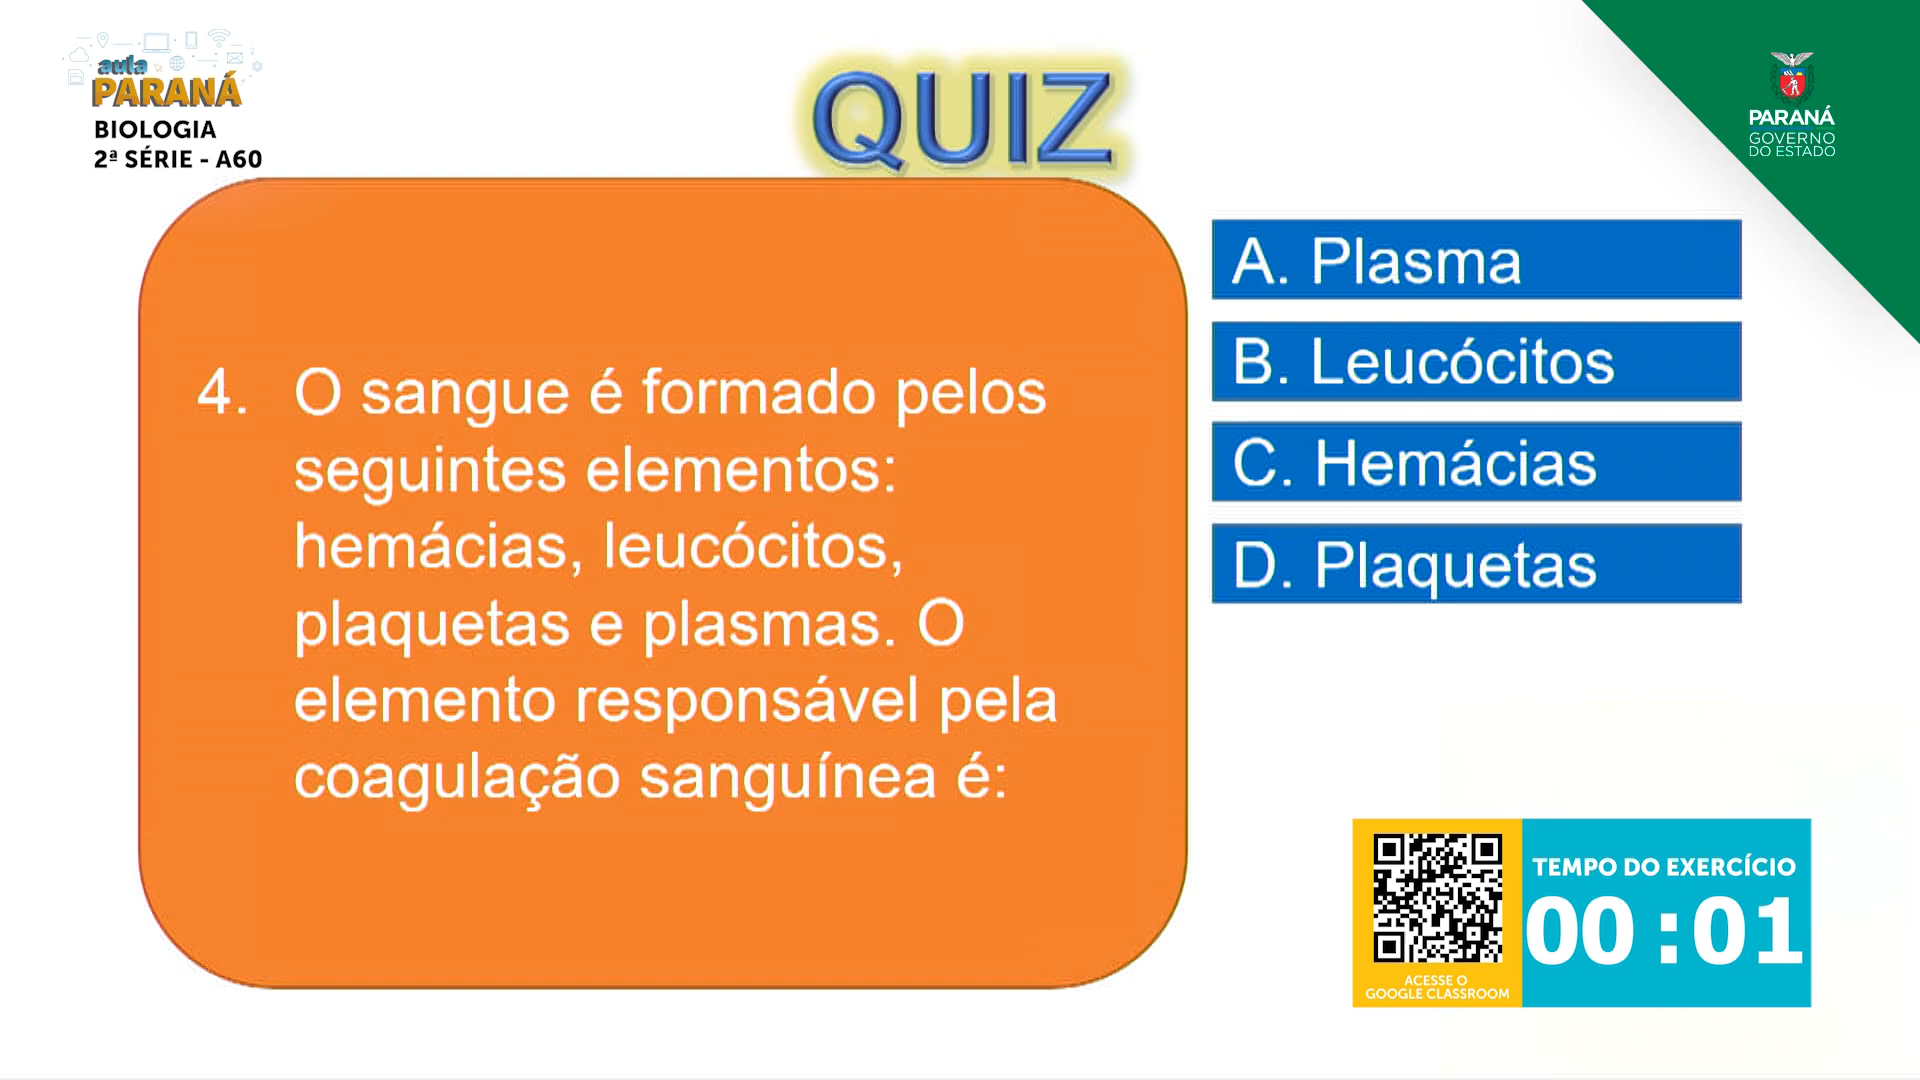 aula
PARANÁ
BIOLOGIA
2ª SÉRIE - A60
QUIZ
PARANÁ
GOVERNO
DO ESTADO
4. O sangue é formado pelos
seguintes elementos:
hemácias, leucócitos,
plaquetas e plasmas. O
elemento responsável pela
coagulação sanguínea é:
A. Plasma
B. Leucócitos
C. Hemácias
D. Plaquetas
ACESSE O
GOOGLE CLASSROOM
TEMPO DO EXERCÍCIO
00:01